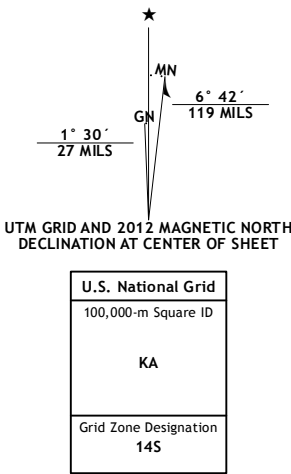 MN
GN
6° 42´
119 MILS
1° 30´
27 MILS
UTM GRID AND 2012 MAGNETIC NORTH
DECLINATION AT CENTER OF SHEET
U.S. National Grid
100,000-m Square ID
KA
Grid Zone Designation
14S